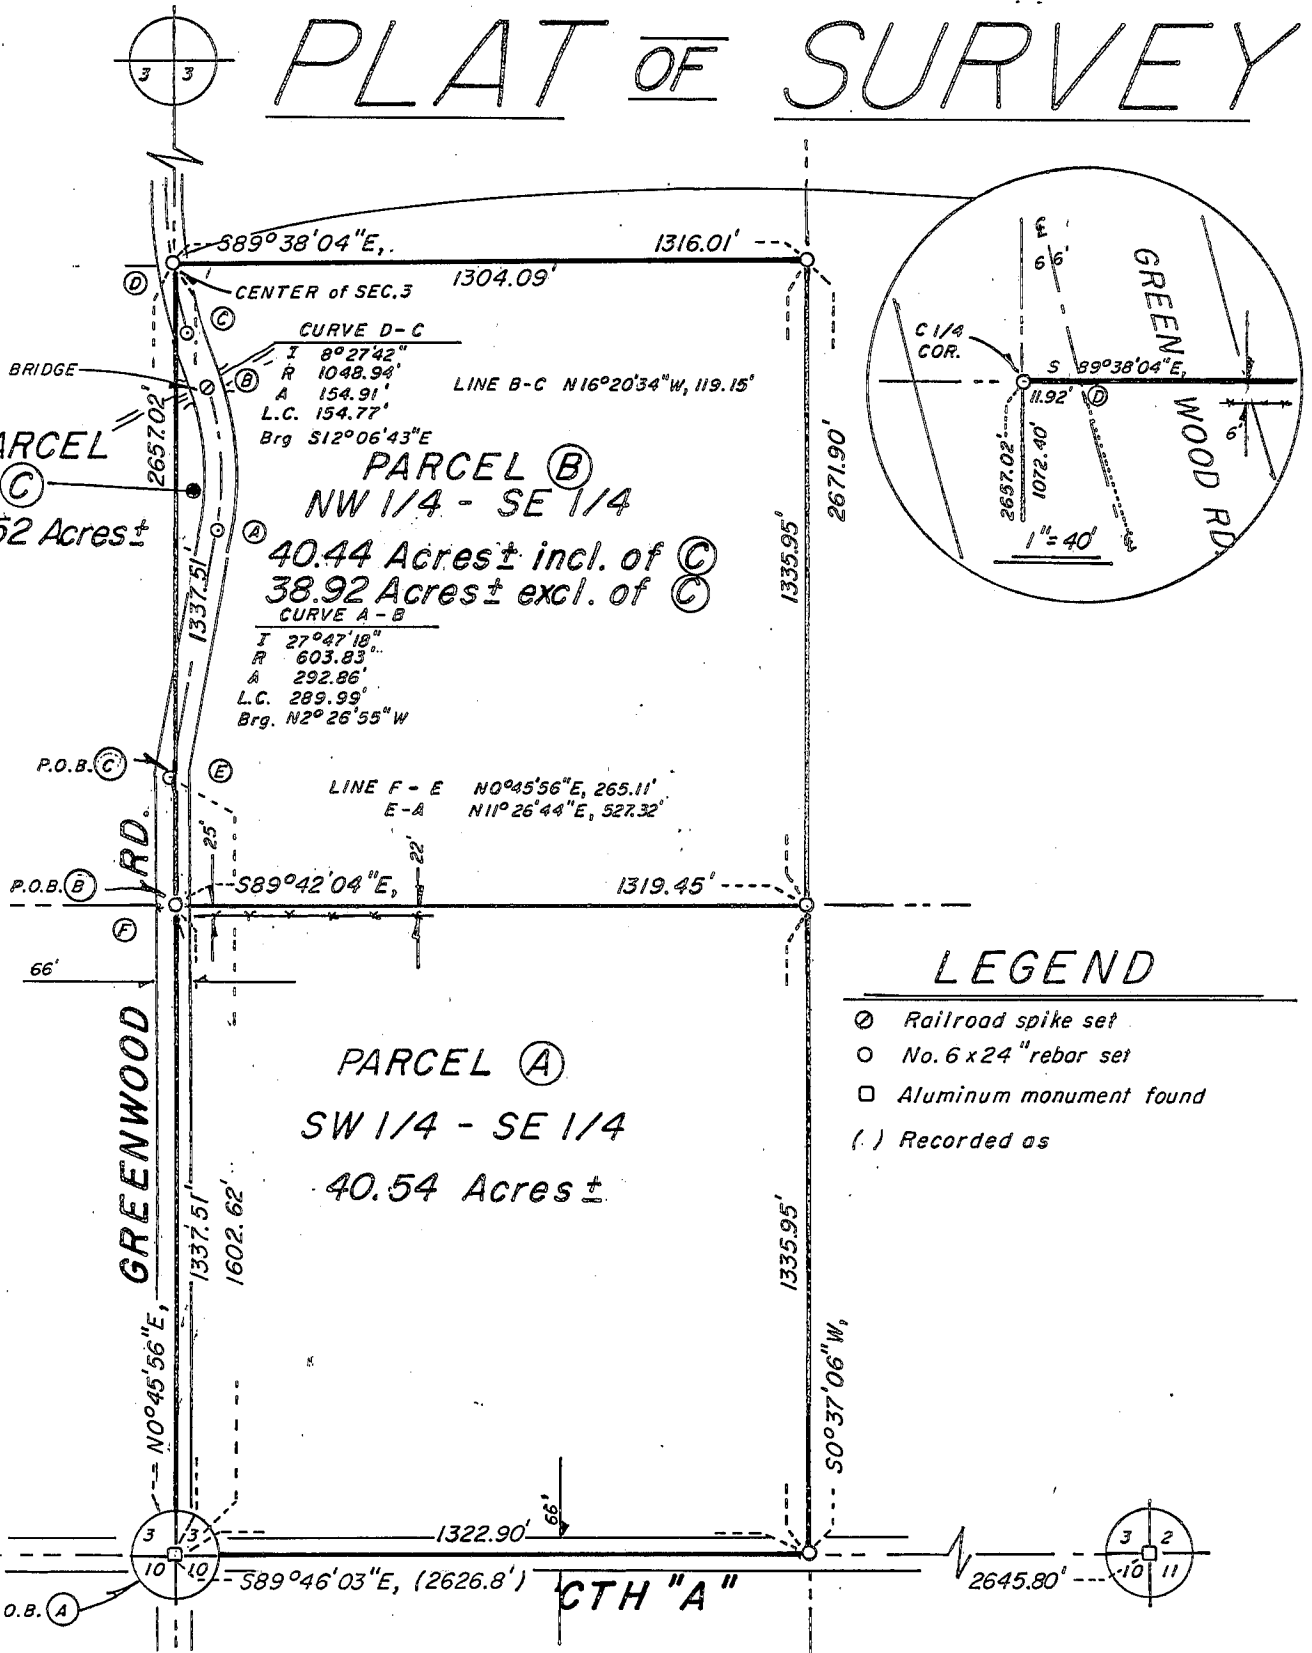 PLAT OF SURVEY
3 3
S89°38'04"E, 1316.01'
1304.09'
D
CENTER of SEC.3
C
CURVE D-C
I 8°27'42"
R 1048.94'
A 154.91'
L.C. 154.77'
Brg S12°06'43"E
BRIDGE
B
LINE B-C N16°20'34"W, 119.15'
2657.02'
ARCEL
C
52 Acres±
PARCEL B
NW 1/4 - SE 1/4
A
40.44 Acres± incl. of C
38.92 Acres± excl. of C
1337.51'
CURVE A-B
I 27°47'18"
R 603.83'
A 292.86'
L.C. 289.99'
Brg. N2°26'55"W
2671.90'
1335.95'
C 1/4
COR.
6 6'
GREEN WOOD RD.
S 89°38'04"E,
11.92'
D
6'
2657.02'
1072.40'
1"=40'
P.O.B. C
E
LINE F-E N0°45'56"E, 265.11'
E-A N11°26'44"E, 527.32'
25'
22'
P.O.B. B
S89°42'04"E, 1319.45'
F
66'
GREENWOOD RD.
LEGEND
Railroad spike set
No. 6 x 24" rebar set
Aluminum monument found
( ) Recorded as
PARCEL A
SW 1/4 - SE 1/4
40.54 Acres±
1337.51'
1602.62'
1335.95'
N0°45'56"E,
S0°37'06"W,
66'
3 3
10 10
1322.90'
S89°46'03"E, (2626.8')
CTH "A"
2645.80'
3 2
10 11
O.B. A